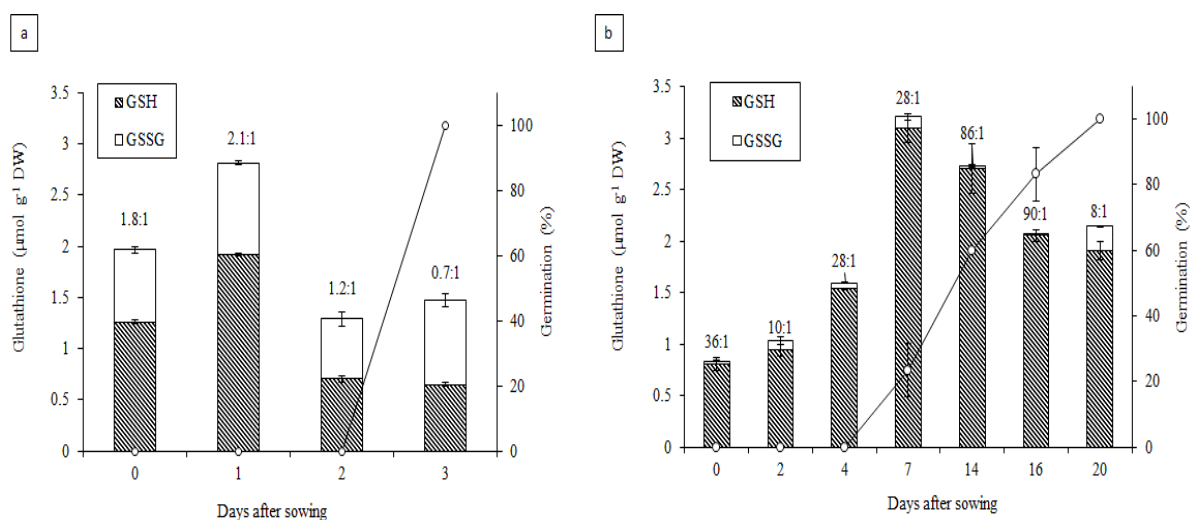 a
Glutathione (µmol g-1 DW)
3.5
3
2.5
2
1.5
1
0.5
0
GSH
GSSG
1.8:1
2.1:1
1.2:1
0.7:1
100
80
60
40
20
0
Germination (%)
0 1 2 3
Days after sowing
b
Glutathione (µmol g-1 DW)
3.5
3
2.5
2
1.5
1
0.5
0
GSH
GSSG
36:1
10:1
28:1
28:1
86:1
90:1
8:1
100
80
60
40
20
0
Germination (%)
0 2 4 7 14 16 20
Days after sowing